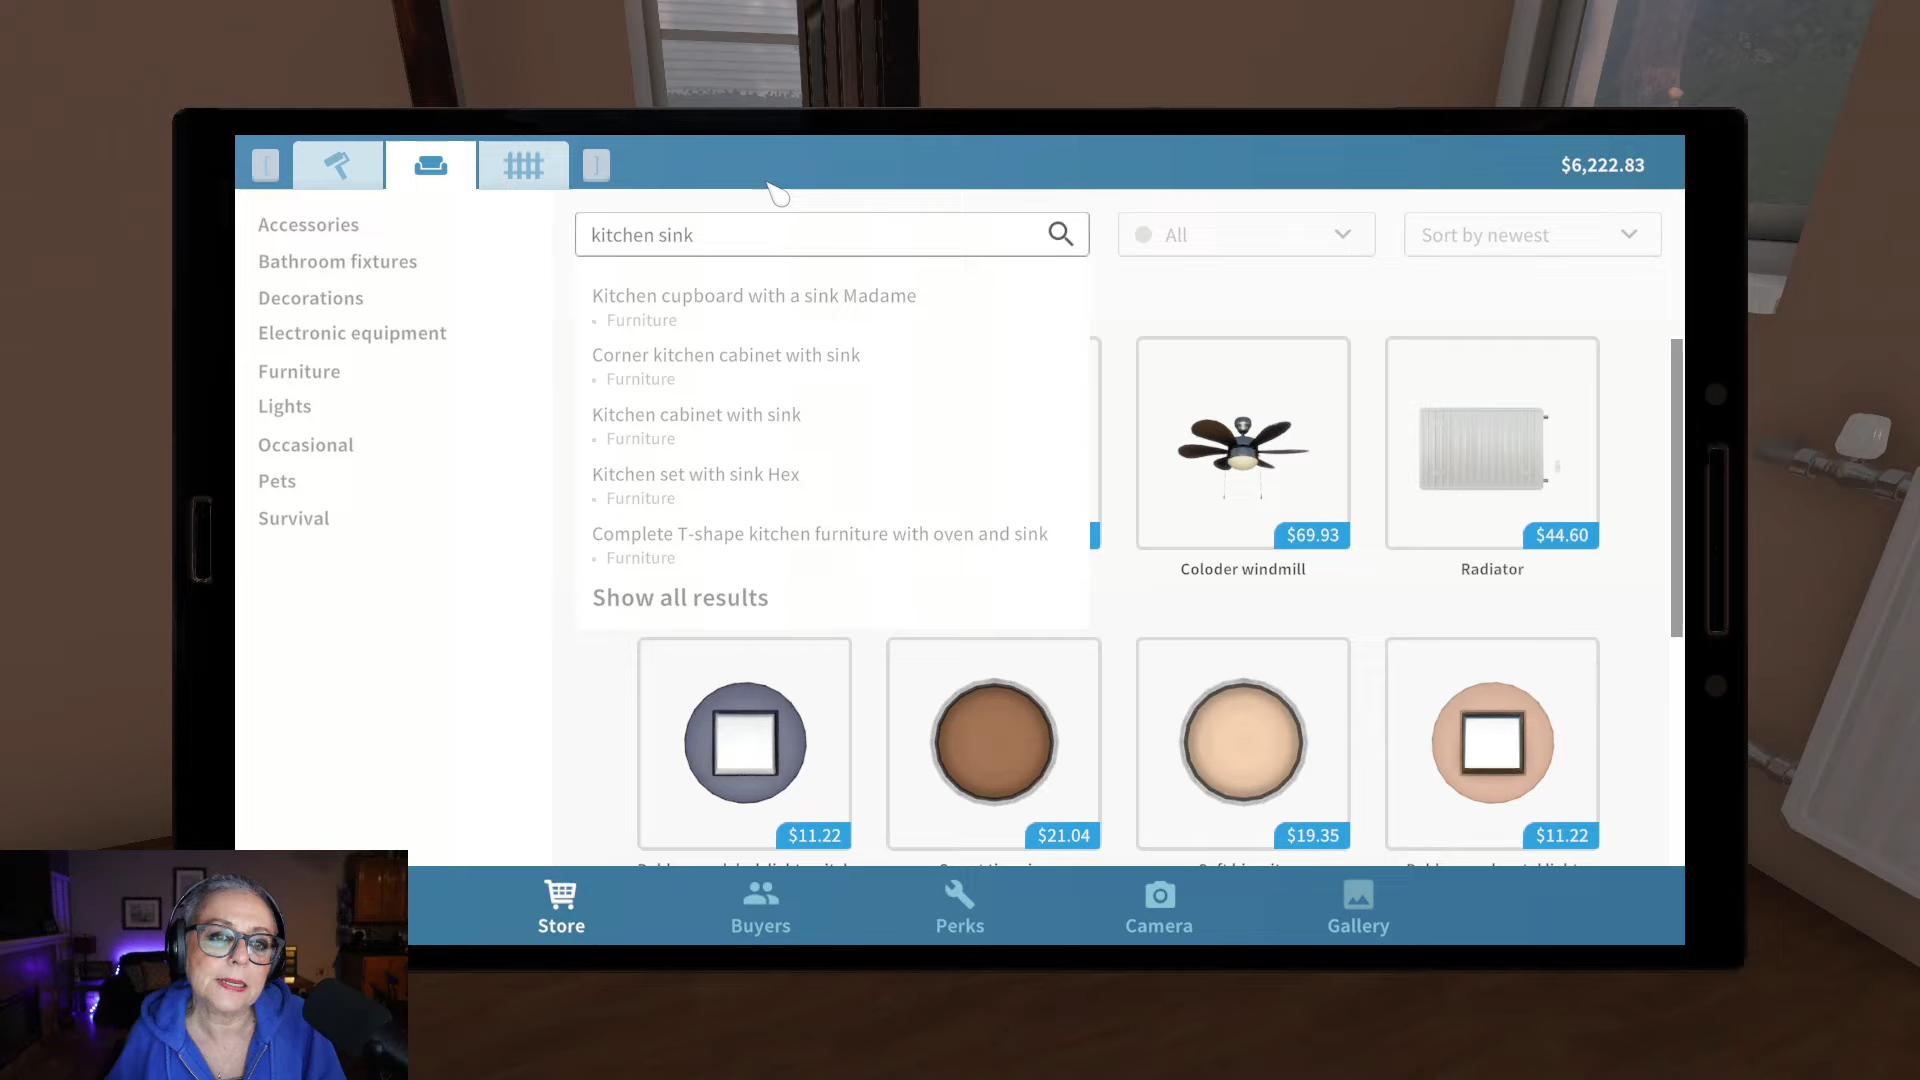 [
]
$6,222.83
Accessories
Bathroom fixtures
Decorations
Electronic equipment
Furniture
Lights
Occasional
Pets
Survival
kitchen sink
All
Sort by newest
Kitchen cupboard with a sink Madame
• Furniture
Corner kitchen cabinet with sink
• Furniture
Kitchen cabinet with sink
• Furniture
Kitchen set with sink Hex
• Furniture
Complete T-shape kitchen furniture with oven and sink
• Furniture
Show all results
$69.93
Coloder windmill
$44.60
Radiator
$11.22
$21.04
$19.35
$11.22
Store
Buyers
Perks
Camera
Gallery